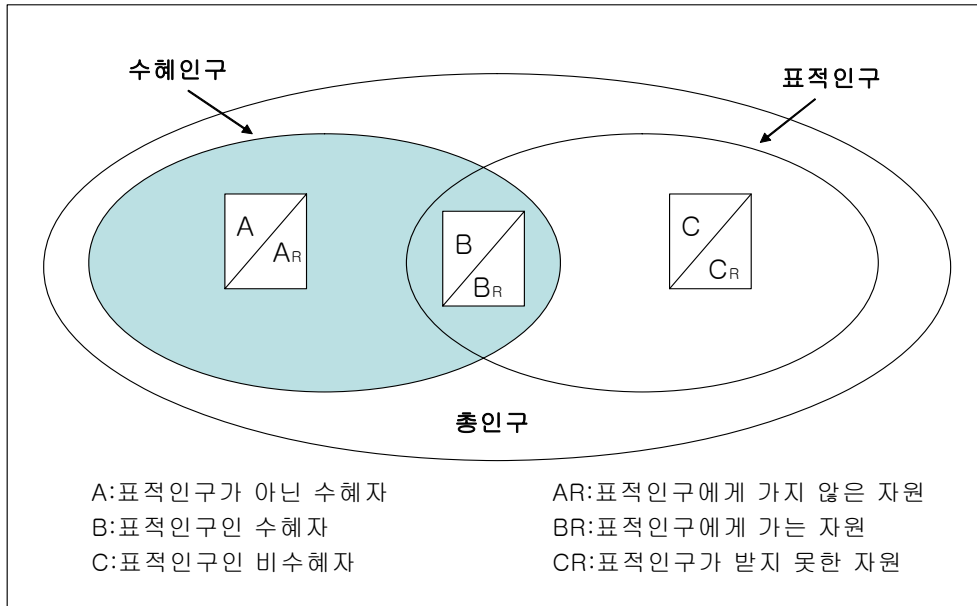 수혜인구
표적인구
A
AR
B
BR
C
CR
총인구
A:표적인구가 아닌 수혜자
B:표적인구인 수혜자
C:표적인구인 비수혜자
AR:표적인구에게 가지 않은 자원
BR:표적인구에게 가는 자원
CR:표적인구가 받지 못한 자원